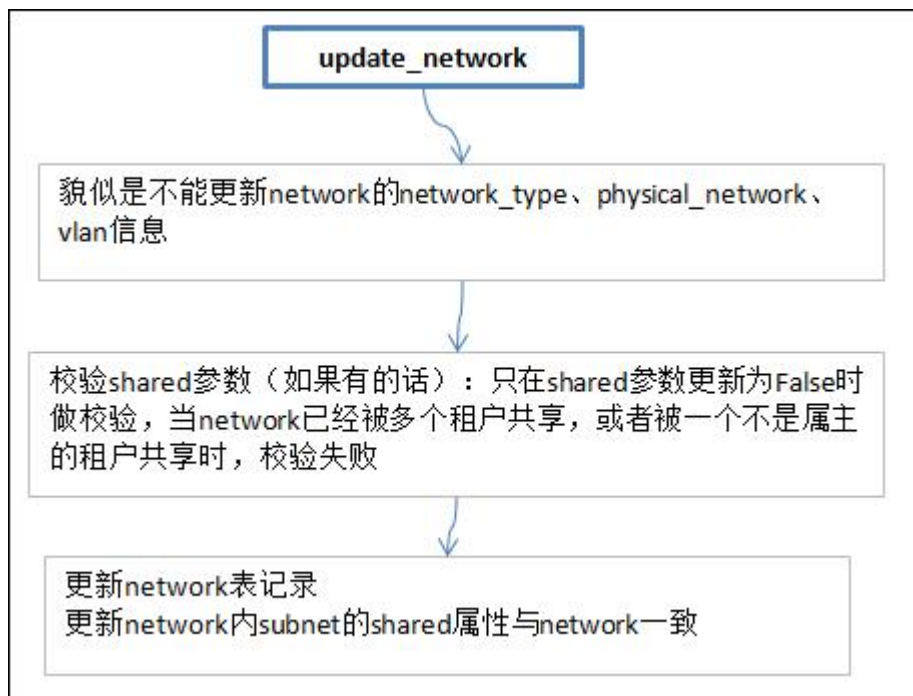 update_network
貌似是不能更新network的network_type、physical_network、
vlan信息
校验shared参数（如果有的话）：只在shared参数更新为False时
做校验，当network已经被多个租户共享，或者被一个不是属主
的租户共享时，校验失败
更新network表记录
更新network内subnet的shared属性与network一致